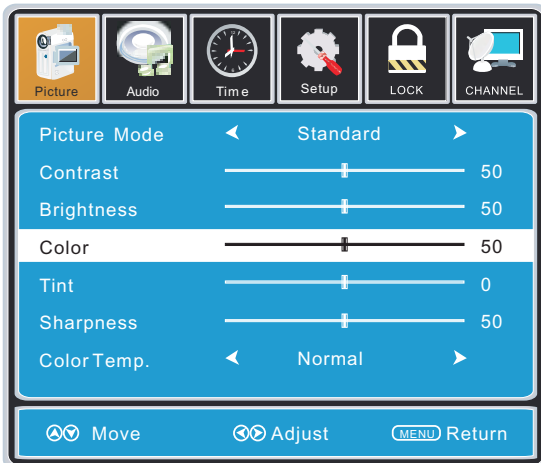 Picture Audio Time Setup LOCK CHANNEL
Picture Mode Standard
Contrast 50
Brightness 50
Color 50
Tint 0
Sharpness 50
Color Temp. Normal
Move Adjust MENU Return